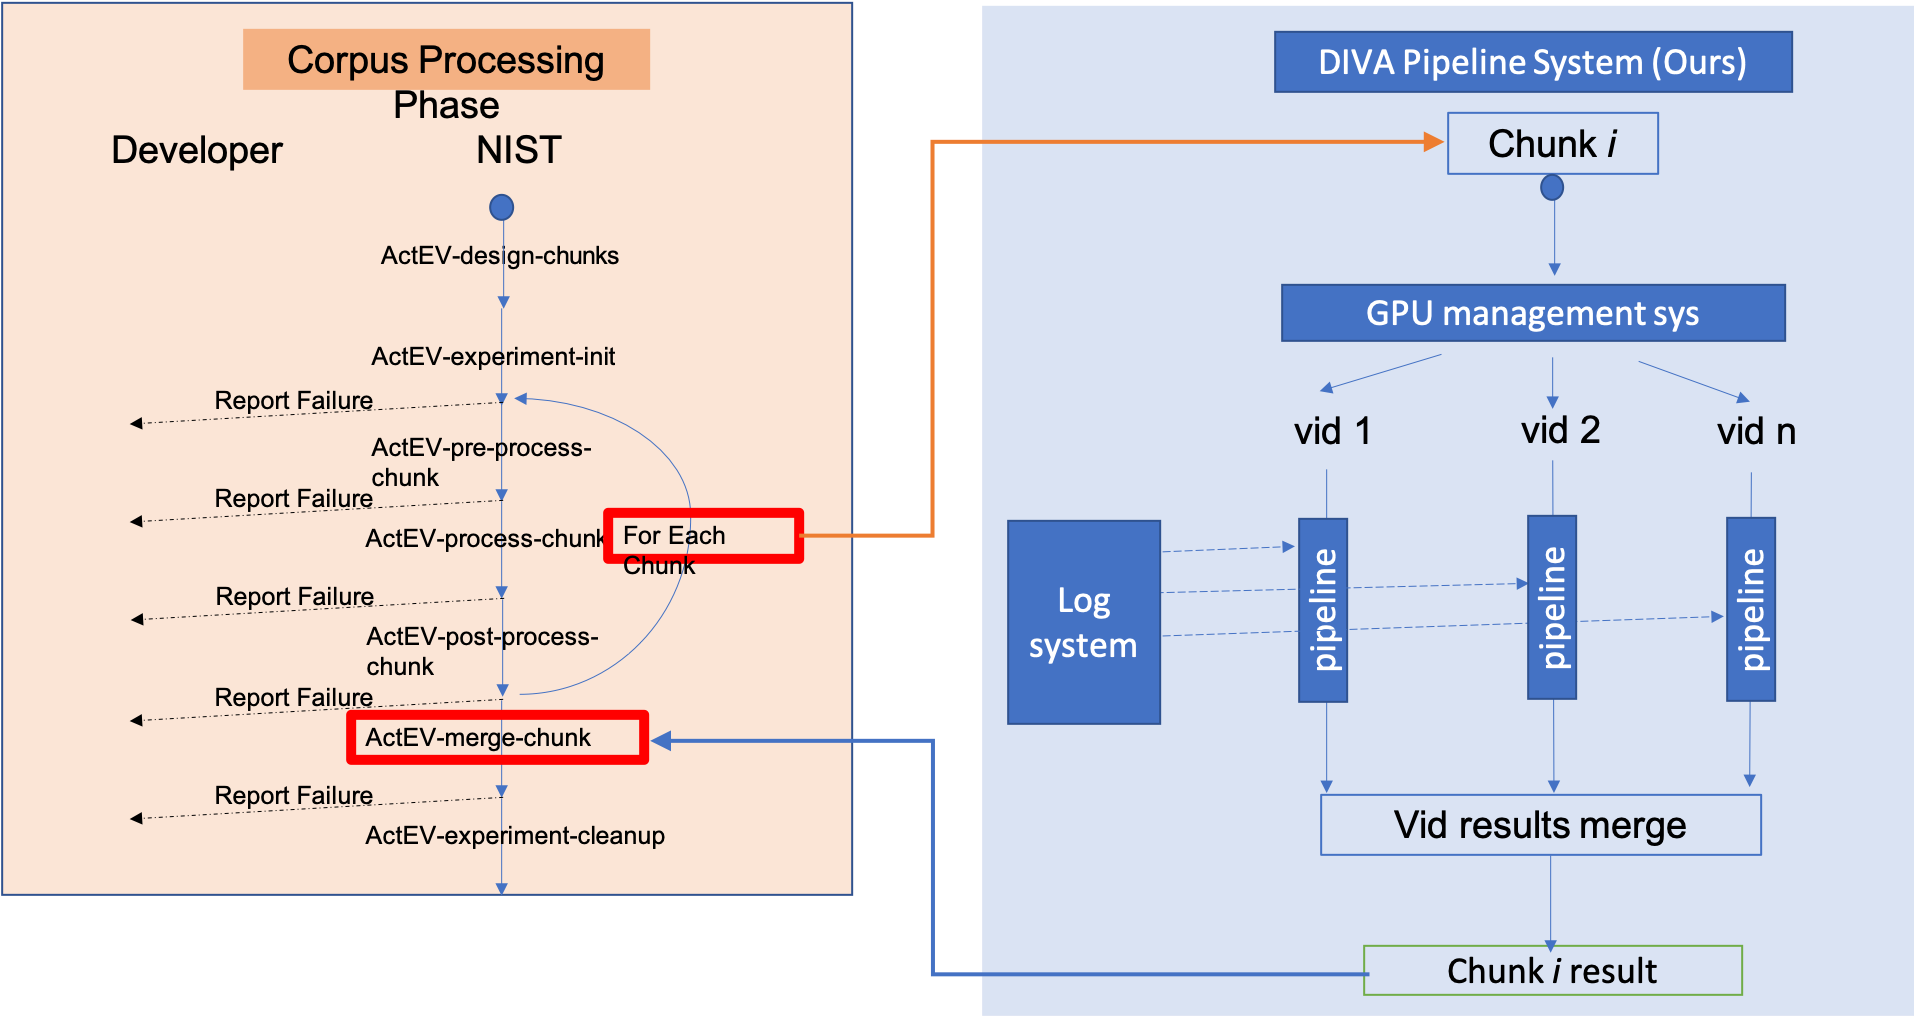 Corpus Processing
Phase
Developer
NIST
ActEV-design-chunks
ActEV-experiment-init
Report Failure
ActEV-pre-process-
chunk
Report Failure
ActEV-process-chunk
For Each
Chunk
Report Failure
ActEV-post-process-
chunk
Report Failure
ActEV-merge-chunk
Report Failure
ActEV-experiment-cleanup
DIVA Pipeline System (Ours)
Chunk i
GPU management sys
vid 1
vid 2
vid n
Log
system
pipeline
pipeline
pipeline
Vid results merge
Chunk i result